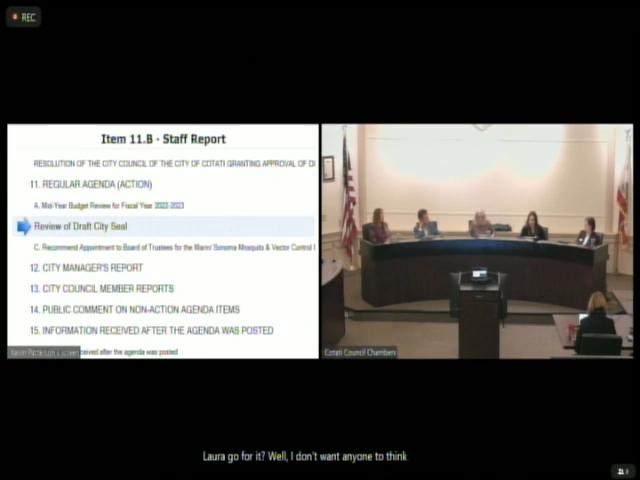 REC
Item 11.B - Staff Report
RESOLUTION OF THE CITY COUNCIL OF THE CITY OF COTATI GRANTING APPROVAL OF DI
11. REGULAR AGENDA (ACTION)
A. Mid-Year Budget Review for Fiscal Year 2022-2023
Review of Draft City Seal
C. Recommend Appointment to Board of Trustees for the Marin/ Sonoma Mosquito & Vector Control
12. CITY MANAGER'S REPORT
13. CITY COUNCIL MEMBER REPORTS
14. PUBLIC COMMENT ON NON-ACTION AGENDA ITEMS
15. INFORMATION RECEIVED AFTER THE AGENDA WAS POSTED
ceived after the agenda was posted
Cotati Council Chambers
Laura go for it? Well, I don't want anyone to think